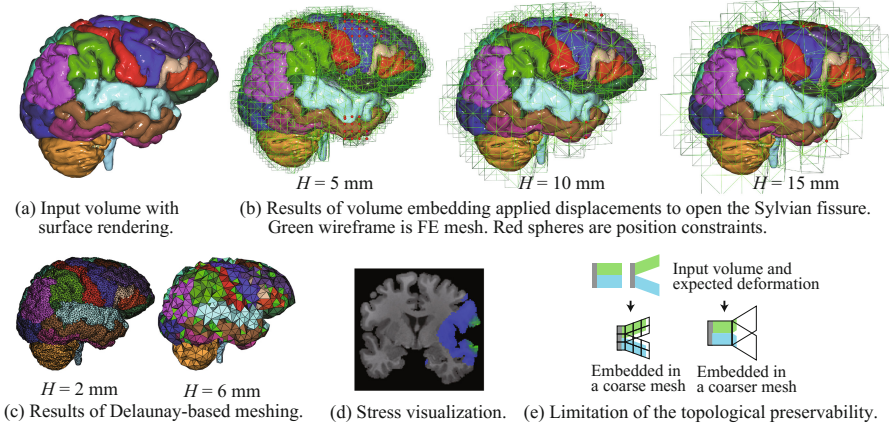 H = 5 mm
H = 10 mm
H = 15 mm
(a) Input volume with
surface rendering.
(b) Results of volume embedding applied displacements to open the Sylvian fissure.
Green wireframe is FE mesh. Red spheres are position constraints.
H = 2 mm
H = 6 mm
(c) Results of Delaunay-based meshing.
(d) Stress visualization.
Input volume and
expected deformation
Embedded in
a coarse mesh
Embedded in
a coarser mesh
(e) Limitation of the topological preservability.